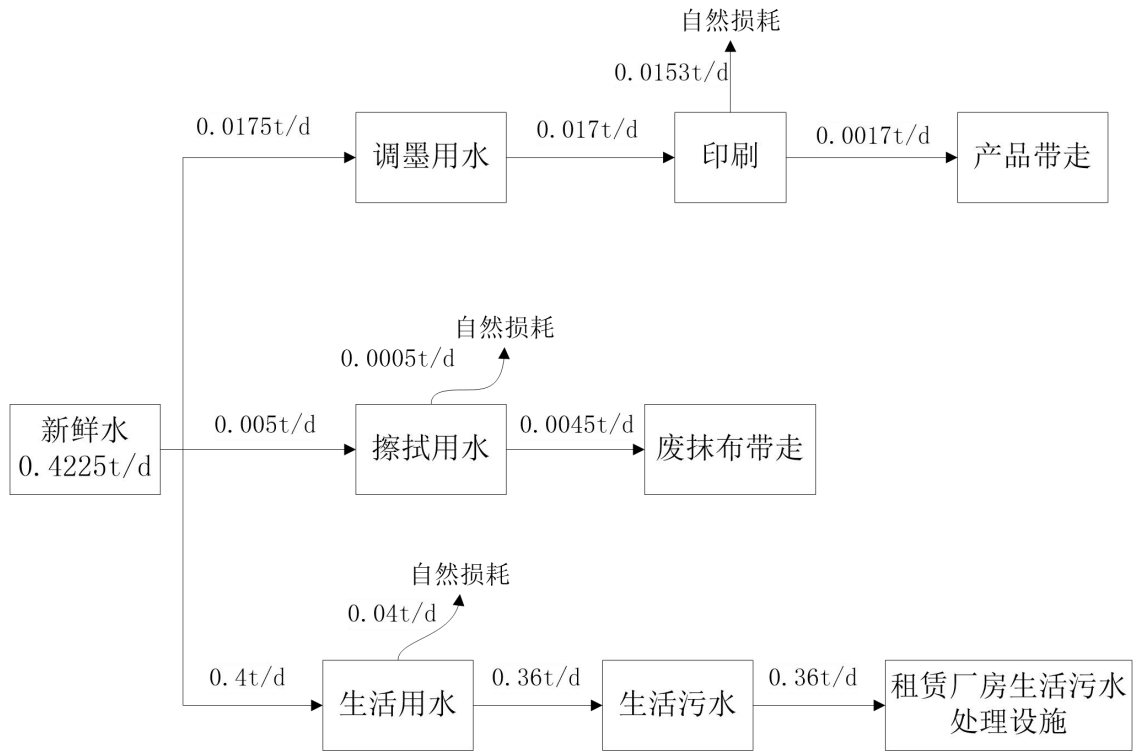 自然损耗
0.0153t/d
0.0175t/d
调墨用水
0.017t/d
印刷
0.0017t/d
产品带走
自然损耗
0.0005t/d
新鲜水
0.4225t/d
0.005t/d
擦拭用水
0.0045t/d
废抹布带走
自然损耗
0.04t/d
0.4t/d
生活用水
0.36t/d
生活污水
0.36t/d
租赁厂房生活污水
处理设施